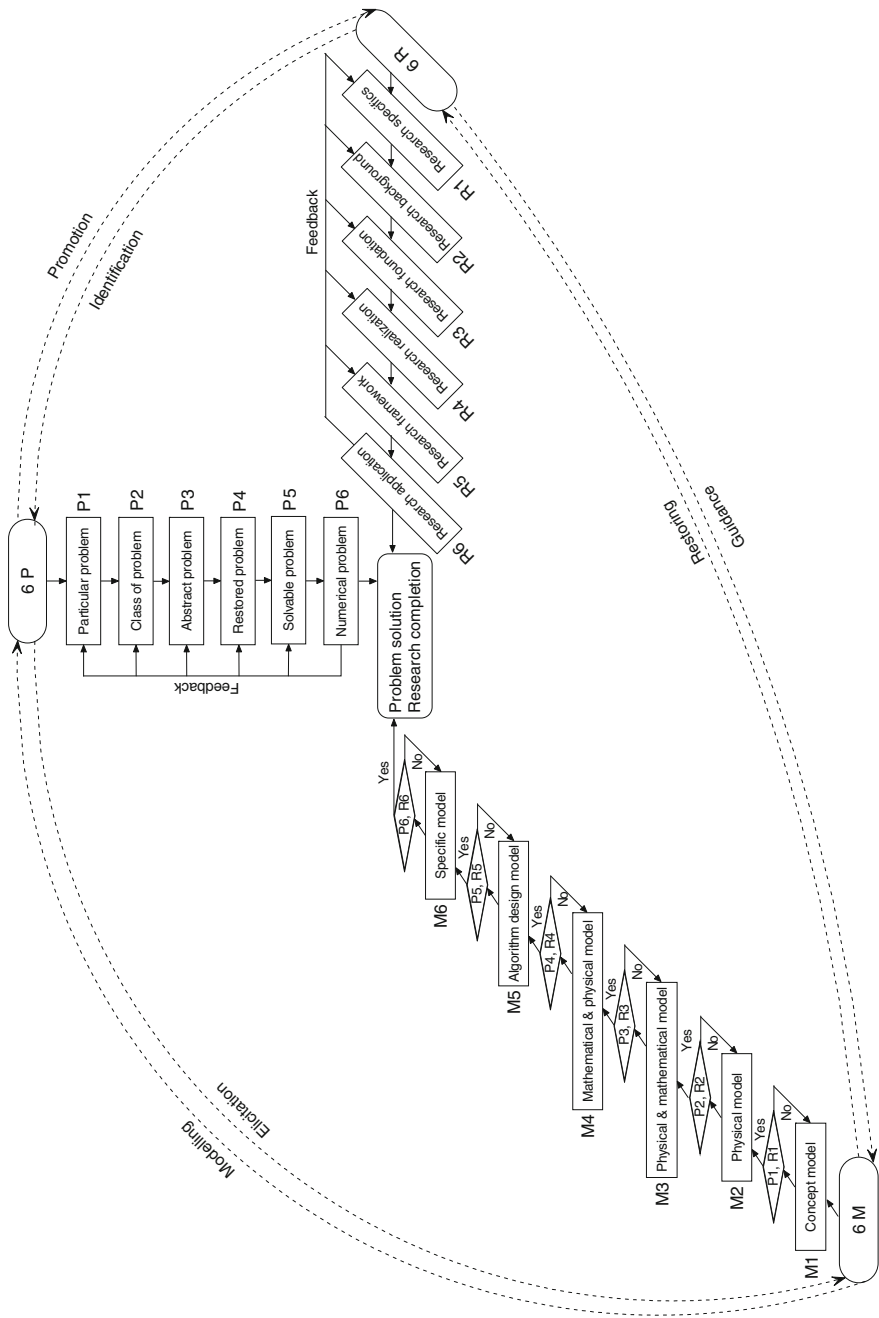 6 P
Promotion
Identification
Particular problem
P1
Class of problem
P2
Abstract problem
P3
Restored problem
P4
Solvable problem
P5
Numerical problem
P6
Feedback
6 R
Feedback
Research specifics
R1
Research background
R2
Research foundation
R3
Research realization
R4
Research framework
R5
Research application
R6
Problem solution
Research completion
Yes
P6, R6
No
Specific model
M6
Yes
P5, R5
No
Algorithm design model
M5
Yes
P4, R4
No
Mathematical & physical model
M4
Yes
P3, R3
No
Physical & mathematical model
M3
Yes
P2, R2
No
Physical model
M2
Yes
P1, R1
No
Concept model
M1
6 M
Modelling
Elicitation
Restoring
Guidance